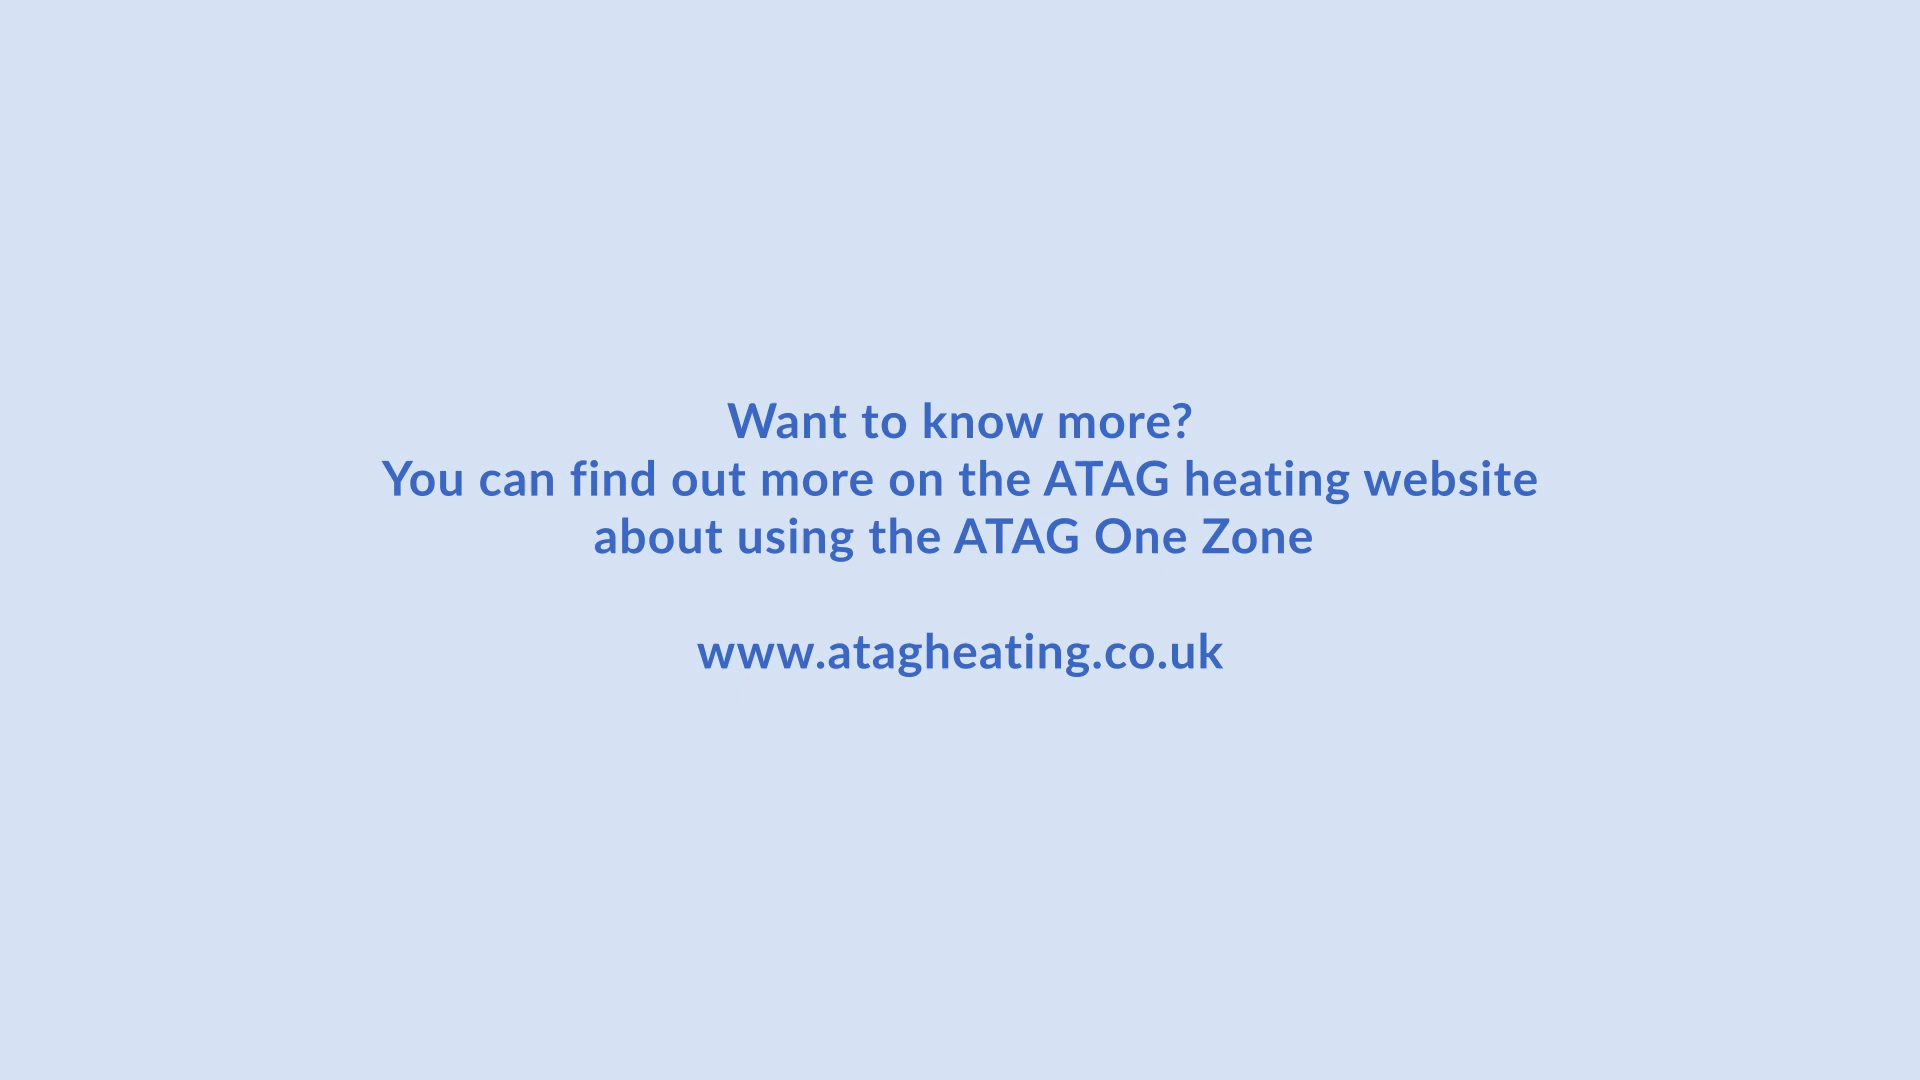 Want to know more?
You can find out more on the ATAG heating website
about using the ATAG One Zone
www.atagheating.co.uk